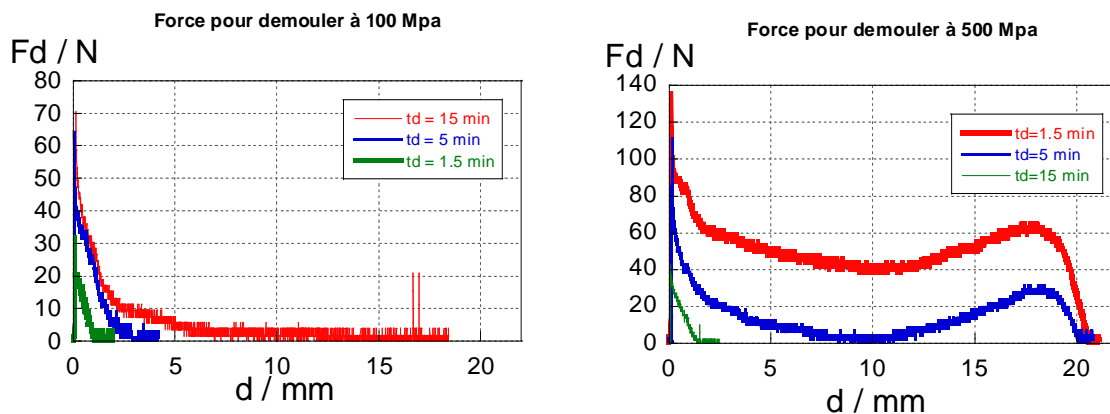 Force pour demouler à 100 Mpa
Fd / N
80
70
60
50
40
30
20
10
0
td = 15 min
td = 5 min
td = 1.5 min
0 5 10 15 20
d / mm
Force pour demouler à 500 Mpa
Fd / N
140
120
100
80
60
40
20
0
td=1.5 min
td=5 min
td=15 min
0 5 10 15 20
d / mm